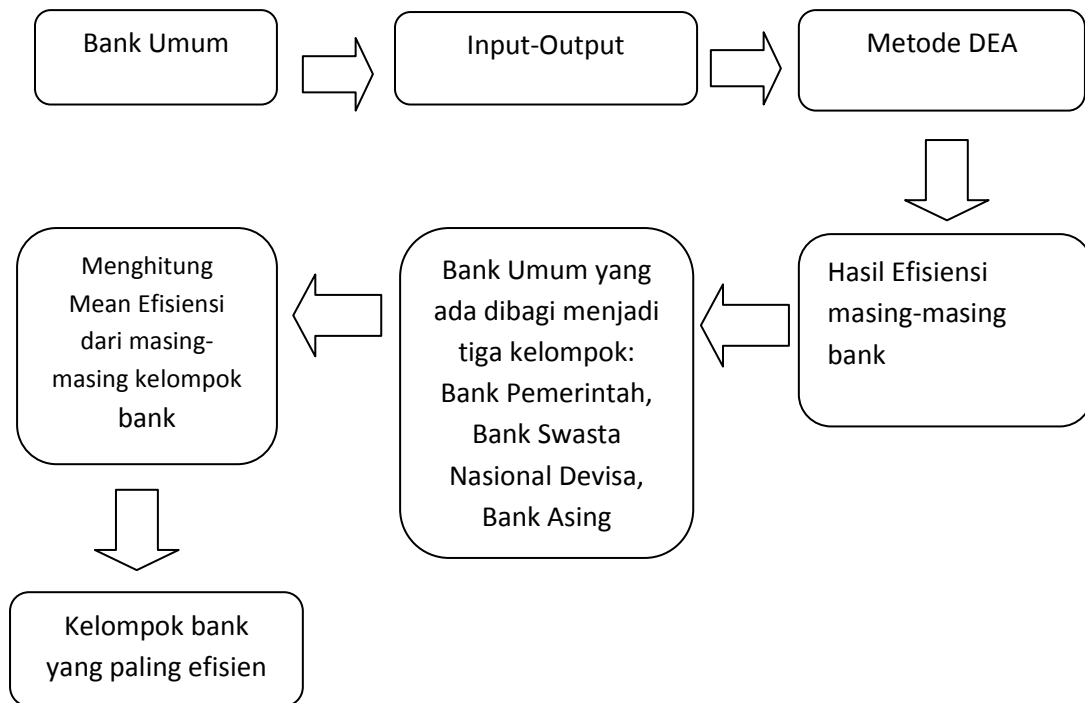 Bank Umum
Input-Output
Metode DEA
Hasil Efisiensi
masing-masing
bank
Bank Umum yang
ada dibagi menjadi
tiga kelompok:
Bank Pemerintah,
Bank Swasta
Nasional Devisa,
Bank Asing
Menghitung
Mean Efisiensi
dari masing-
masing kelompok
bank
Kelompok bank
yang paling efisien